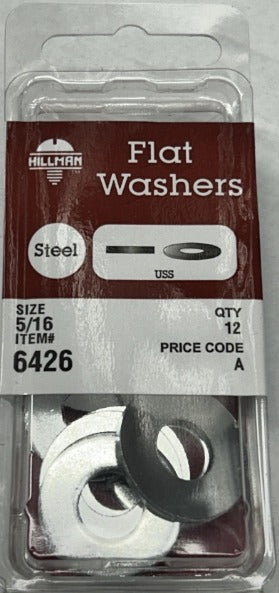 HILLMAN
Flat
Washers
Steel
USS
SIZE
5/16
ITEM#
6426
QTY
12
PRICE CODE
A